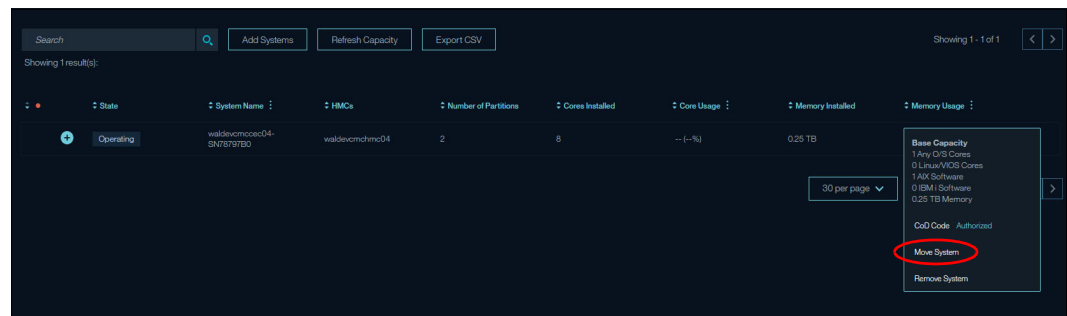 Search
Add Systems
Refresh Capacity
Export CSV
Showing 1 - 1 of 1
Showing 1 result(s):
State
System Name
HMCs
Number of Partitions
Cores Installed
Core Usage
Memory Installed
Memory Usage
Operating
waldevcmccec04-
SN78797B0
waldevcmchmc04
2
8
-- (--%)
0.25 TB
Base Capacity
1 Any O/S Cores
0 Linux/VIOS Cores
1 AIX Software
0 IBM i Software
0.25 TB Memory
30 per page
CoD Code Authorized
Move System
Remove System